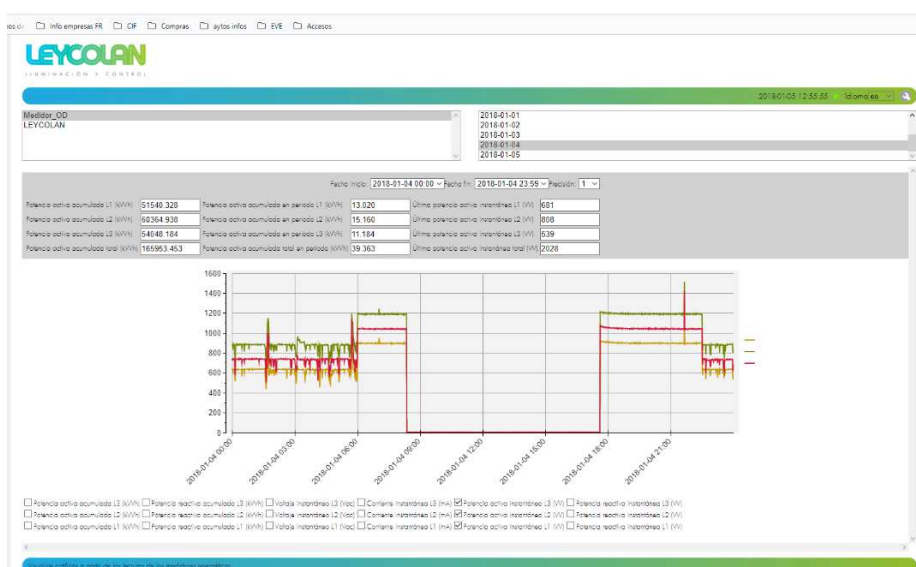 Info empresas FR CIF Compras aytos infos EVE Accesos
LEYCOLAN
ILUMINACIÓN Y CONTROL
2018-01-05 12:55:55 Idioma: es
Medidor_OD
LEYCOLAN
2018-01-01
2018-01-02
2018-01-03
2018-01-04
2018-01-05
Fecha inicio: 2018-01-04 00:00 Fecha fin: 2018-01-04 23:55 Precisión: 1
Potencia activa acumulada L1 (kWh) 51540.328 Potencia activa acumulada en periodo L1 (kWh) 13.020 Última potencia activa instantánea L1 (W) 681
Potencia activa acumulada L2 (kWh) 60364.938 Potencia activa acumulada en periodo L2 (kWh) 15.160 Última potencia activa instantánea L2 (W) 808
Potencia activa acumulada L3 (kWh) 54048.184 Potencia activa acumulada en periodo L3 (kWh) 11.184 Última potencia activa instantánea L3 (W) 639
Potencia activa acumulada total (kWh) 165953.453 Potencia activa acumulada total en periodo (kWh) 39.363 Última potencia activa instantánea total (W) 2028
1600
1400
1200
1000
800
600
400
200
0
2018-01-04 00:00
2018-01-04 03:00
2018-01-04 06:00
2018-01-04 09:00
2018-01-04 12:00
2018-01-04 15:00
2018-01-04 18:00
2018-01-04 21:00
Potencia activa acumulada L3 (kWh) Potencia reactiva acumulada L3 (kWh) Voltaje instantáneo L3 (Vac) Corriente instantánea L3 (mA) Potencia activa instantánea L3 (W) Potencia reactiva instantánea L3 (W)
Potencia activa acumulada L2 (kWh) Potencia reactiva acumulada L2 (kWh) Voltaje instantáneo L2 (Vac) Corriente instantánea L2 (mA) Potencia activa instantánea L2 (W) Potencia reactiva instantánea L2 (W)
Potencia activa acumulada L1 (kWh) Potencia reactiva acumulada L1 (kWh) Voltaje instantáneo L1 (Vac) Corriente instantánea L1 (mA) Potencia activa instantánea L1 (W) Potencia reactiva instantánea L1 (W)